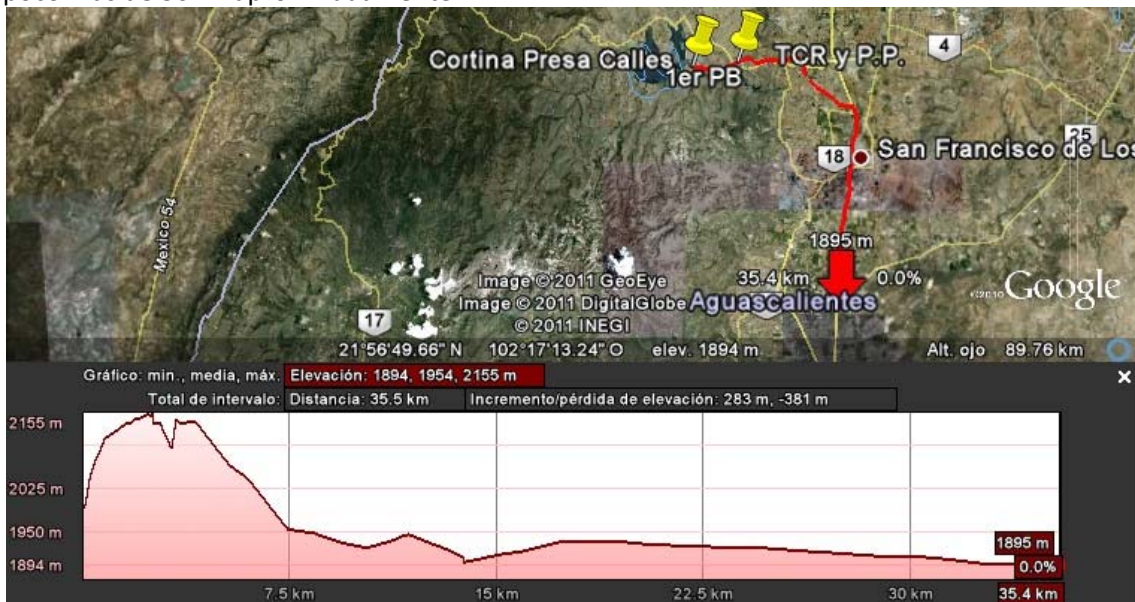 Cortina Presa Calles
1er PB
TCR y P.P.
4
25
18
San Francisco de Los
Mexico 54
1895 m
35.4 km
0.0%
Aguascalientes
17
Image © 2011 GeoEye
Image © 2011 DigitalGlobe
© 2011 INEGI
©2010 Google
21°56'49.66" N 102°17'13.24" O elev. 1894 m Alt. ojo 89.76 km
Gráfico: min., media, máx. Elevación: 1894, 1954, 2155 m
Total de intervalo: Distancia: 35.5 km Incremento/pérdida de elevación: 283 m, -381 m
2155 m
2025 m
1950 m
1894 m
1895 m
0.0%
7.5 km 15 km 22.5 km 30 km 35.4 km